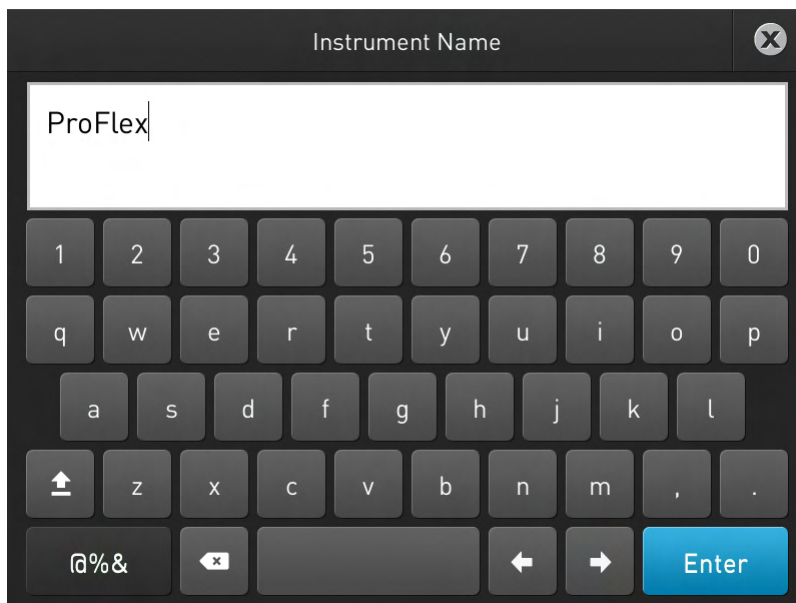 Instrument Name
ProFlex
1 2 3 4 5 6 7 8 9 0
q w e r t y u i o p
a s d f g h j k l
z x c v b n m , .
@%& Enter